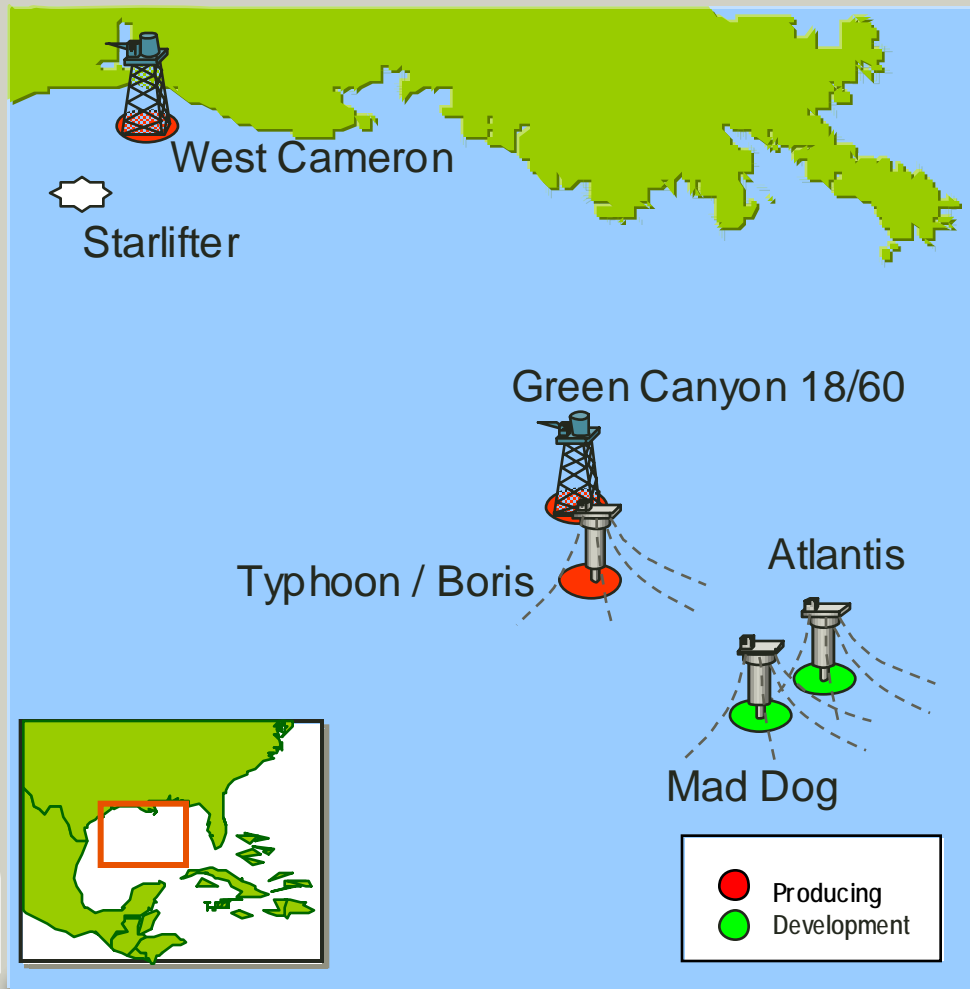 West Cameron
Starlifter
Green Canyon 18/60
Typhoon / Boris
Atlantis
Mad Dog
Producing
Development